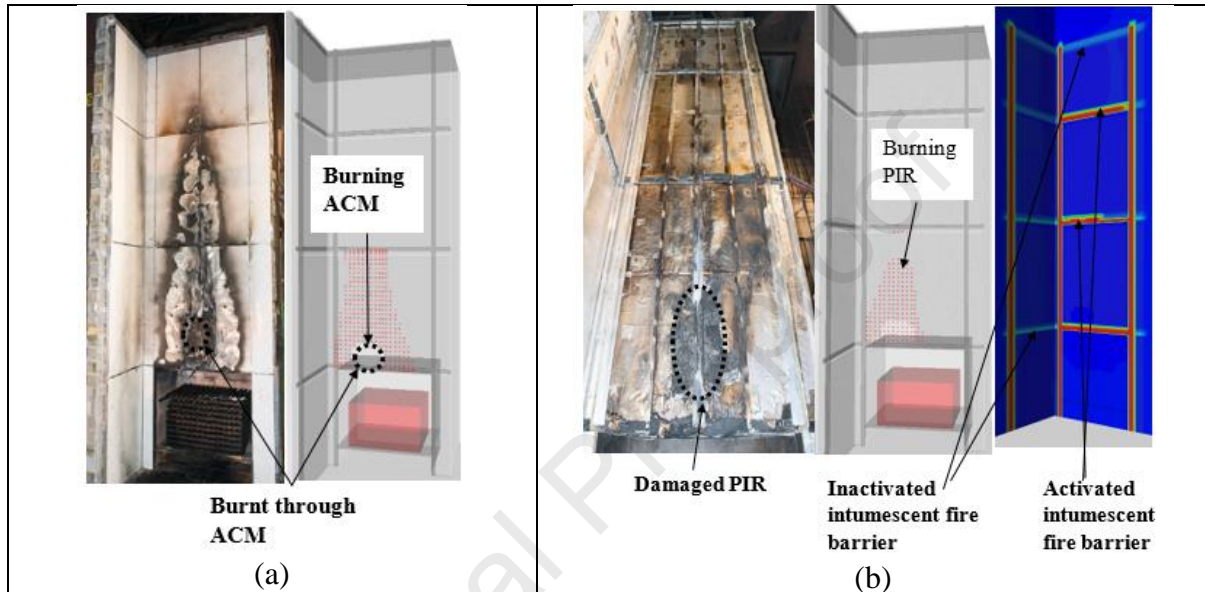 Burning
ACM
Burnt through
ACM
(a)
Burning
PIR
Damaged PIR
Inactivated
intumescent fire
barrier
Activated
intumescent
fire barrier
(b)